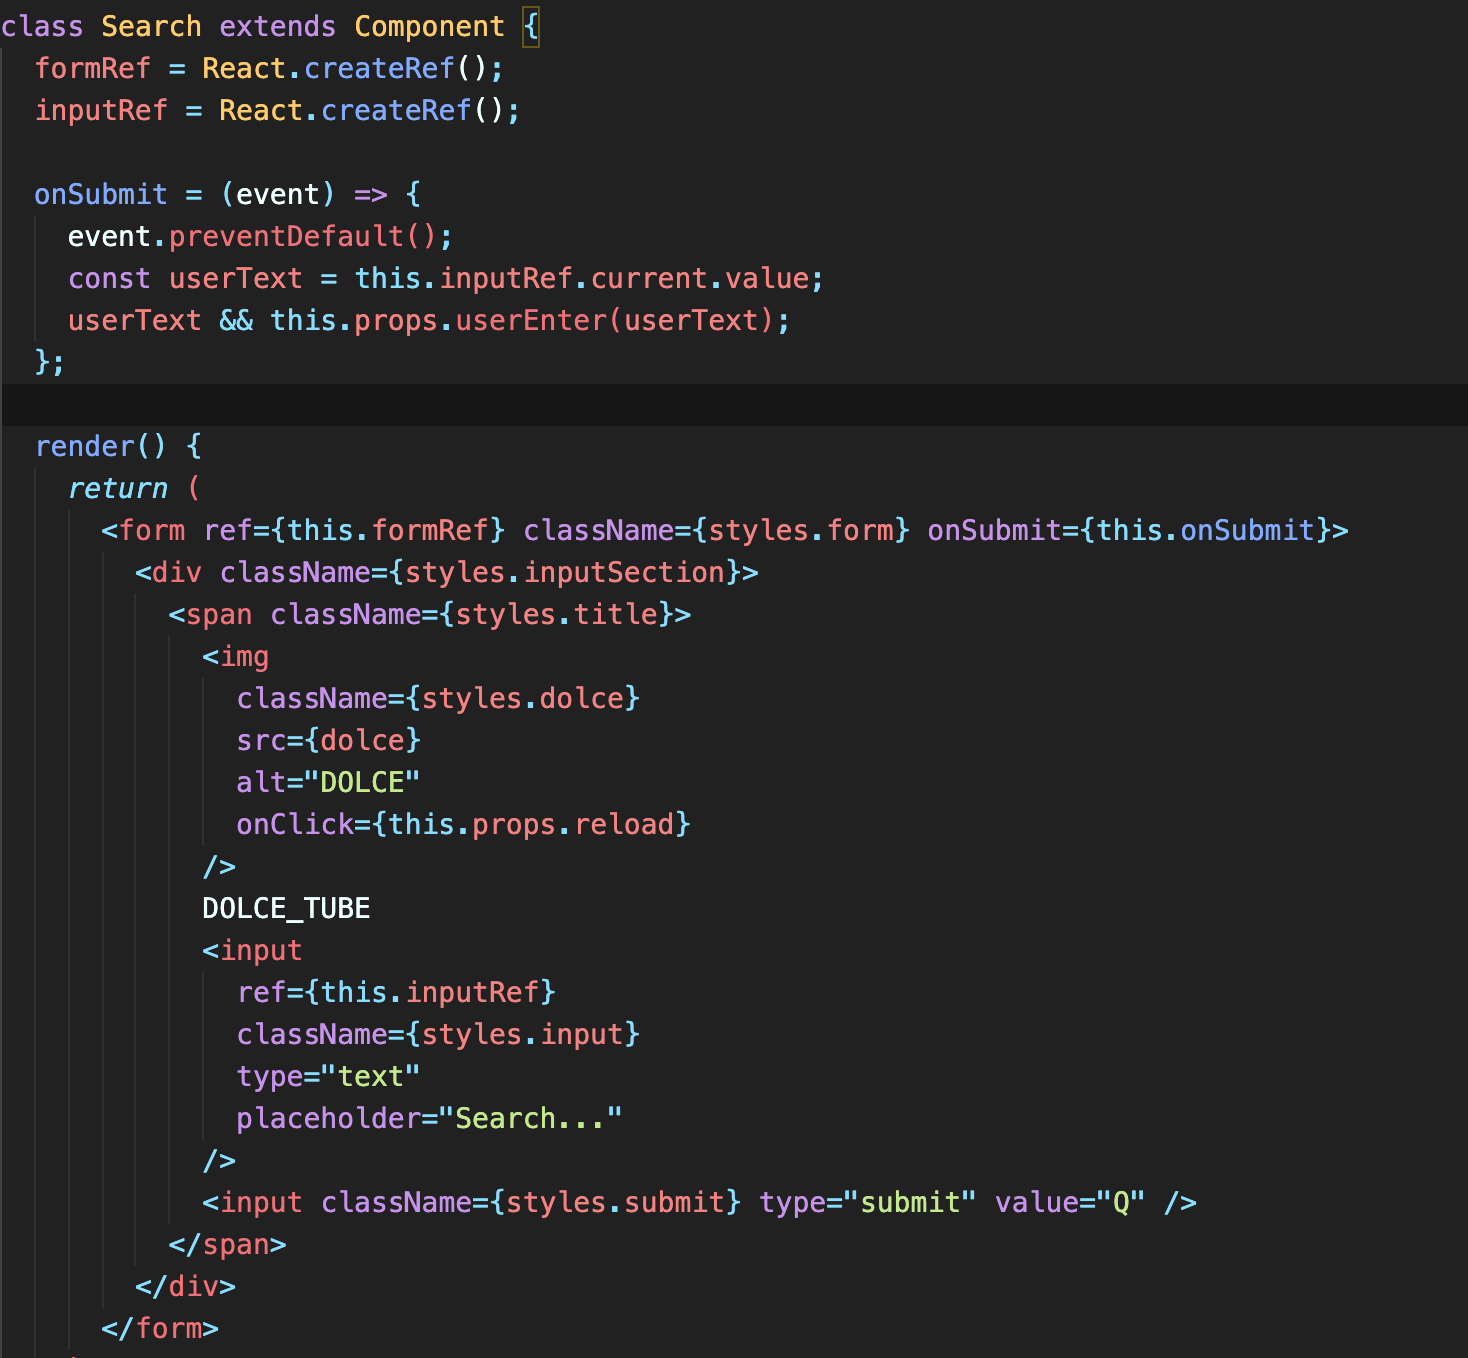 class Search extends Component {
  formRef = React.createRef();
  inputRef = React.createRef();

  onSubmit = (event) => {
    event.preventDefault();
    const userText = this.inputRef.current.value;
    userText && this.props.userEnter(userText);
  };

  render() {
    return (
      <form ref={this.formRef} className={styles.form} onSubmit={this.onSubmit}>
        <div className={styles.inputSection}>
          <span className={styles.title}>
            <img
              className={styles.dolce}
              src={dolce}
              alt="DOLCE"
              onClick={this.props.reload}
            />
            DOLCE_TUBE
            <input
              ref={this.inputRef}
              className={styles.input}
              type="text"
              placeholder="Search..."
            />
            <input className={styles.submit} type="submit" value="Q" />
          </span>
        </div>
      </form>